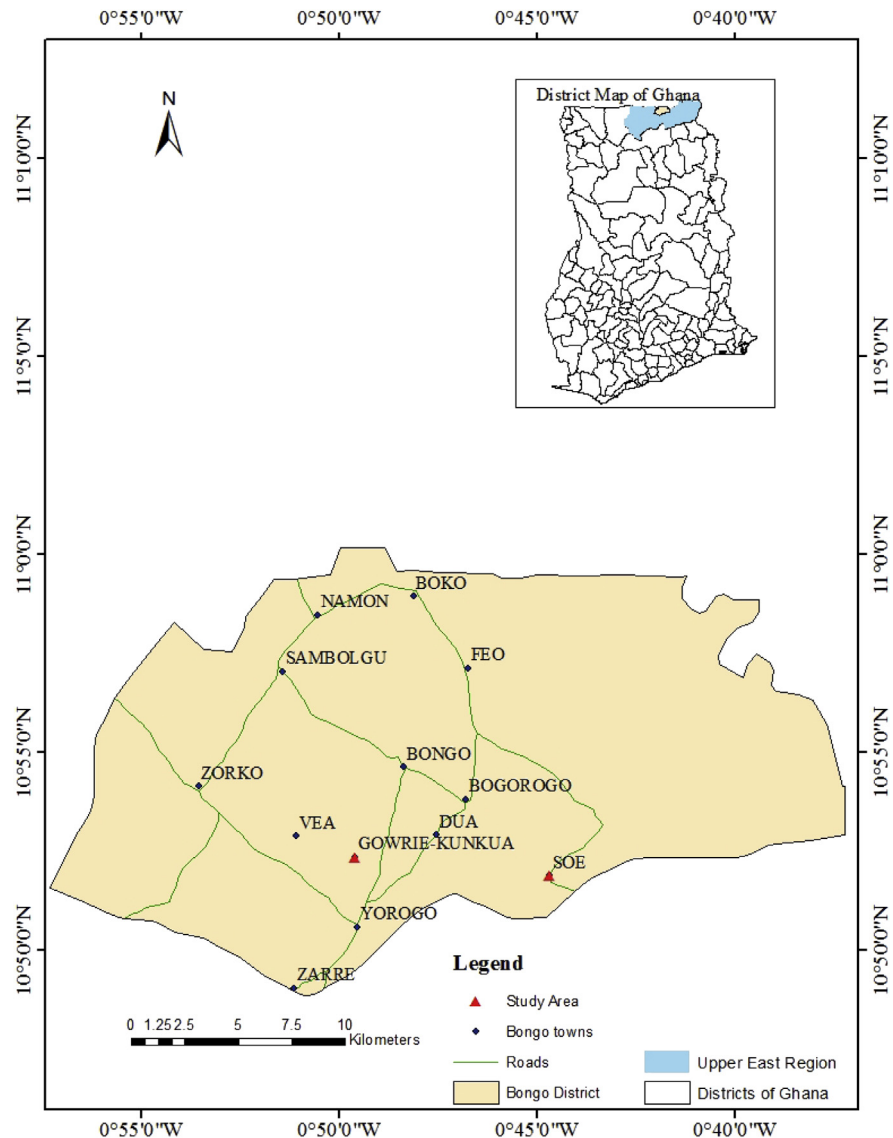 0°55'0"W 0°50'0"W 0°45'0"W 0°40'0"W
N
District Map of Ghana
11°10'0"N 11°10'0"N
11°5'0"N 11°5'0"N
11°0'0"N 11°0'0"N
BOKO
NAMON
SAMBOLGU
FEO
10°55'0"N 10°55'0"N
BONGO
ZORKO
BOGOROGO
VEA
DUA
GOWRIE-KUNKUA
SOE
YOROGO
10°50'0"N 10°50'0"N
ZARRE
Legend
Study Area
Bongo towns
Roads
Bongo District
Upper East Region
Districts of Ghana
0 1.25 2.5 5 7.5 10
Kilometers
0°55'0"W 0°50'0"W 0°45'0"W 0°40'0"W